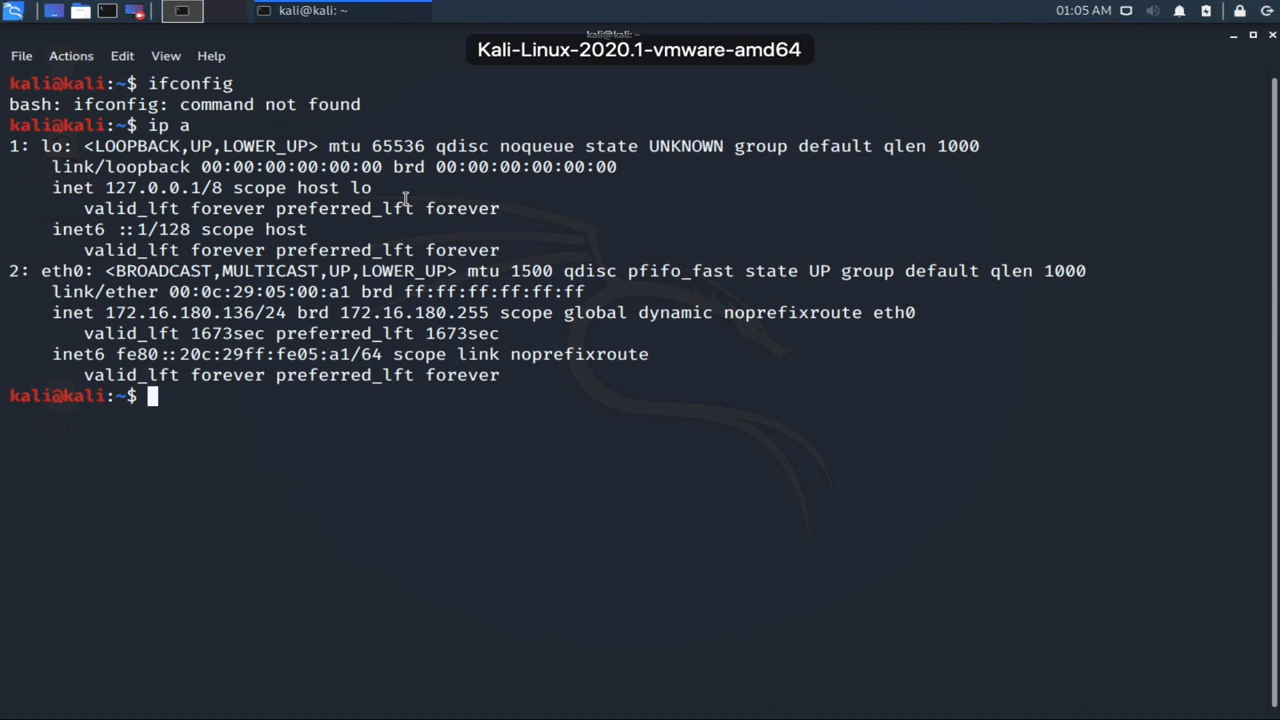 kali@kali: ~
01:05 AM
kali@kali: ~
Kali-Linux-2020.1-vmware-amd64
File Actions Edit View Help
kali@kali:~$ ifconfig
bash: ifconfig: command not found
kali@kali:~$ ip a
1: lo: <LOOPBACK,UP,LOWER_UP> mtu 65536 qdisc noqueue state UNKNOWN group default qlen 1000
link/loopback 00:00:00:00:00:00 brd 00:00:00:00:00:00
inet 127.0.0.1/8 scope host lo
valid_lft forever preferred_lft forever
inet6 ::1/128 scope host
valid_lft forever preferred_lft forever
2: eth0: <BROADCAST,MULTICAST,UP,LOWER_UP> mtu 1500 qdisc pfifo_fast state UP group default qlen 1000
link/ether 00:0c:29:05:00:a1 brd ff:ff:ff:ff:ff:ff
inet 172.16.180.136/24 brd 172.16.180.255 scope global dynamic noprefixroute eth0
valid_lft 1673sec preferred_lft 1673sec
inet6 fe80::20c:29ff:fe05:a1/64 scope link noprefixroute
valid_lft forever preferred_lft forever
kali@kali:~$